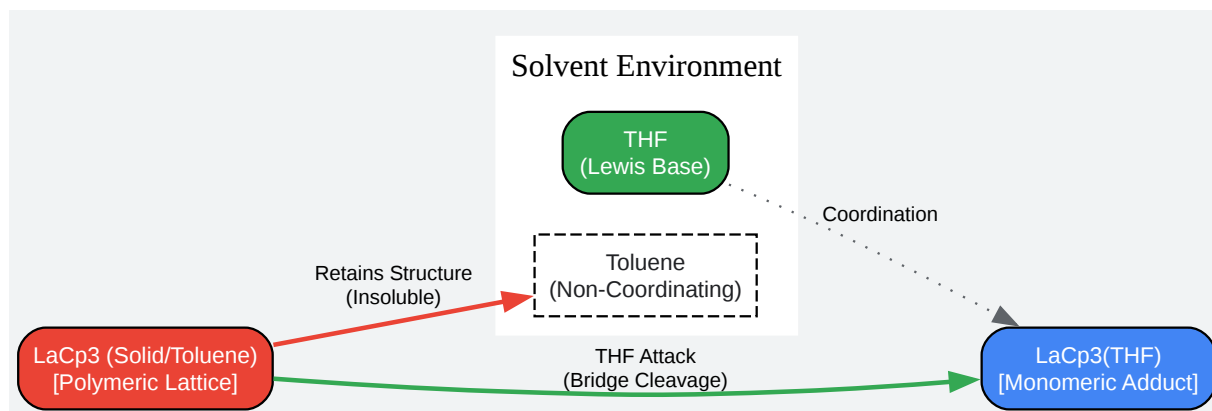 Solvent Environment
THF
(Lewis Base)
Coordination
Toluene
(Non-Coordinating)
Retains Structure
(Insoluble)
LaCp3 (Solid/Toluene)
[Polymeric Lattice]
THF Attack
(Bridge Cleavage)
LaCp3(THF)
[Monomeric Adduct]